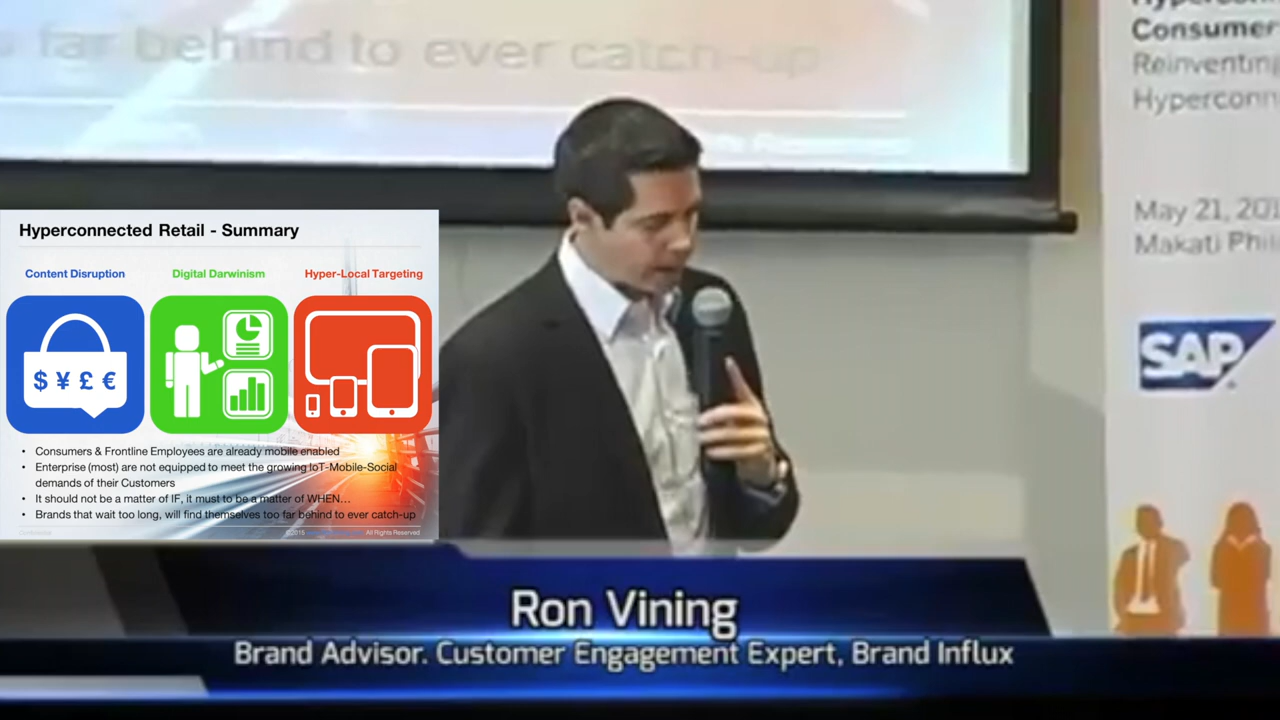 far behind to ever catch-up
Consumer
Reinventing
May 21, 201
Makati Phil
SAP
Hyperconnected Retail - Summary
Content Disruption
Digital Darwinism
Hyper-Local Targeting
$ ¥ £ €
• Consumers & Frontline Employees are already mobile enabled
• Enterprise (most) are not equipped to meet the growing IoT-Mobile-Social
demands of their Customers
• It should not be a matter of IF, it must to be a matter of WHEN...
• Brands that wait too long, will find themselves too far behind to ever catch-up
©2015
All Rights Reserved
Ron Vining
Brand Advisor. Customer Engagement Expert, Brand Influx